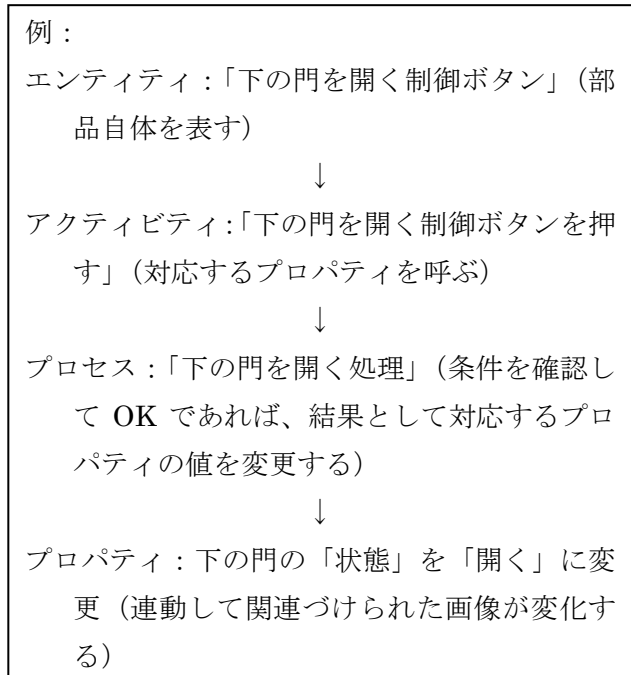 例：
エンティティ：「下の門を開く制御ボタン」（部
品自体を表す）
↓
アクティビティ：「下の門を開く制御ボタンを押
す」（対応するプロパティを呼ぶ）
↓
プロセス：「下の門を開く処理」（条件を確認し
て OK であれば、結果として対応するプロ
パティの値を変更する）
↓
プロパティ：下の門の「状態」を「開く」に変
更（連動して関連づけられた画像が変化す
る）